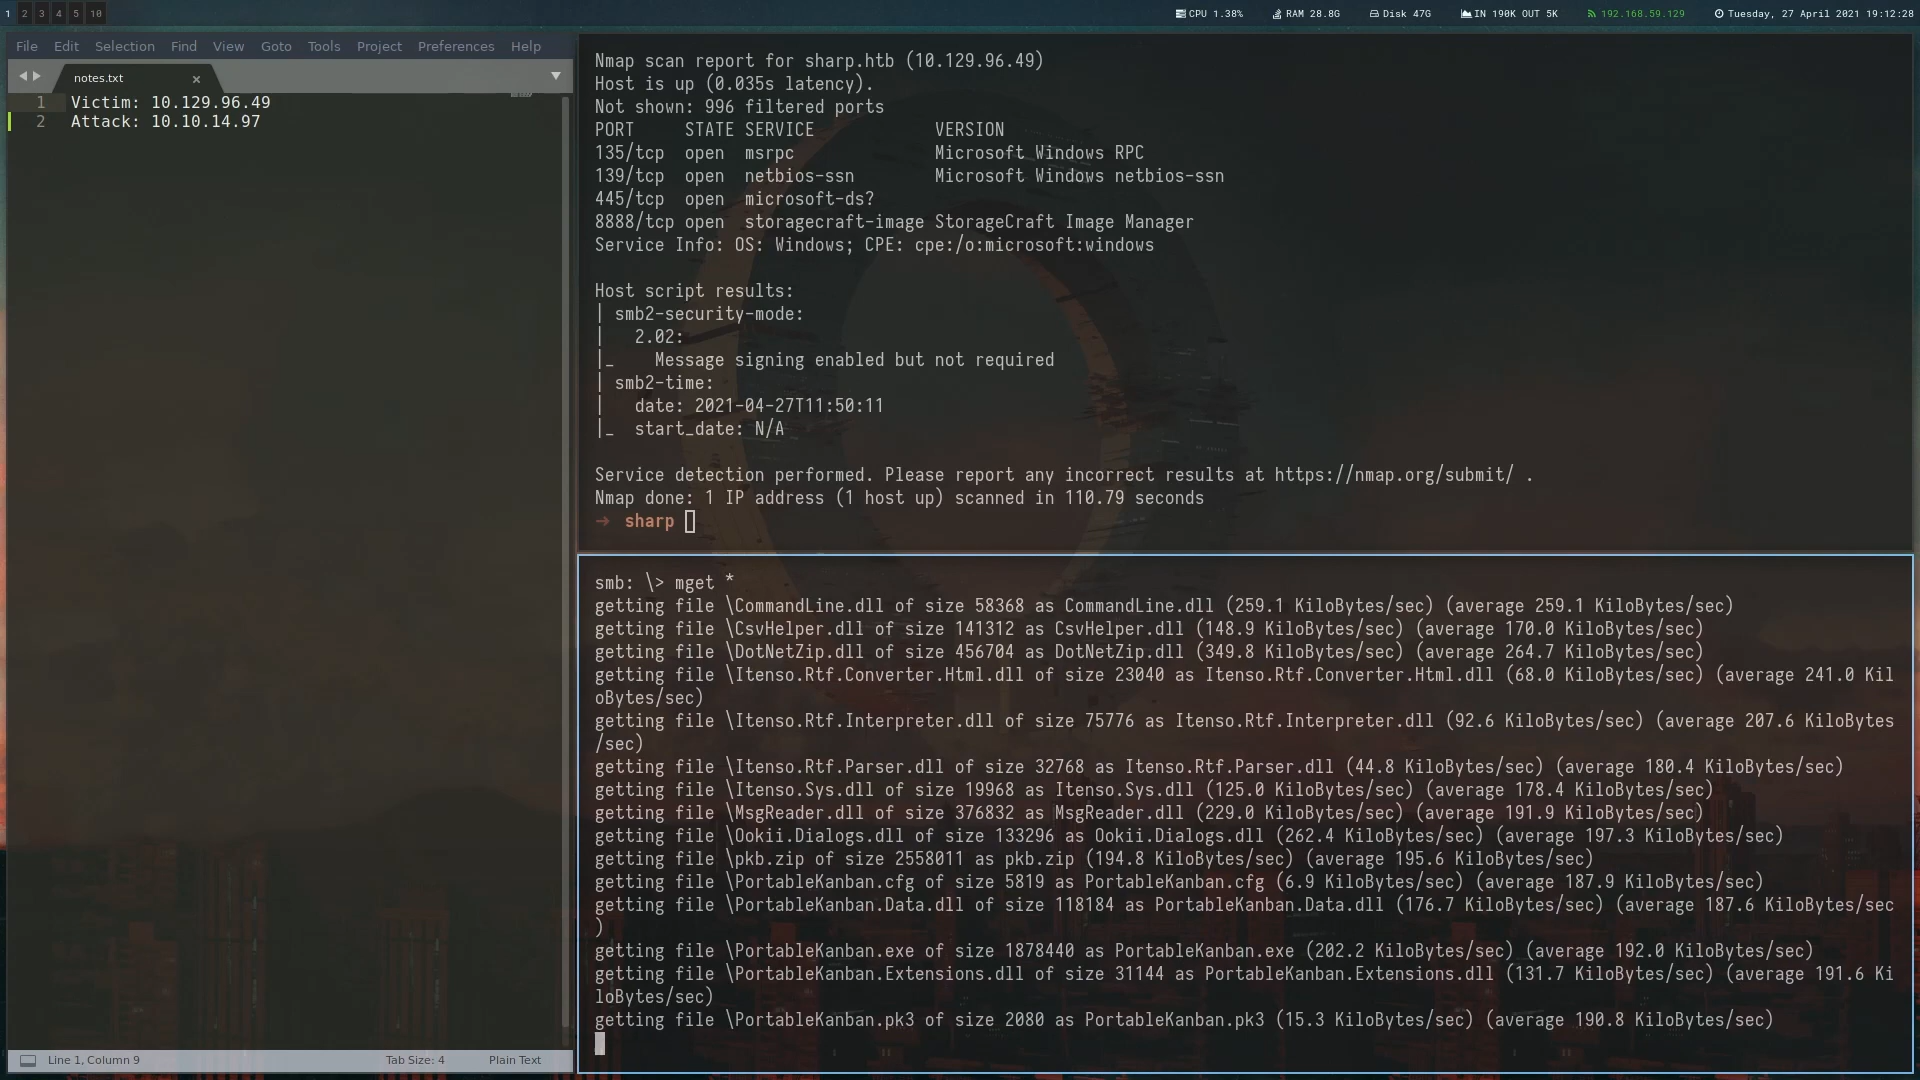 1 2 3 4 5 10
CPU 1.38% RAM 28.8G Disk 47G IN 190K OUT 5K 192.168.59.129 Tuesday, 27 April 2021 19:12:28
File Edit Selection Find View Goto Tools Project Preferences Help
notes.txt ×
1 Victim: 10.129.96.49
2 Attack: 10.10.14.97
Line 1, Column 9 Tab Size: 4 Plain Text
Nmap scan report for sharp.htb (10.129.96.49)
Host is up (0.035s latency).
Not shown: 996 filtered ports
PORT STATE SERVICE VERSION
135/tcp open msrpc Microsoft Windows RPC
139/tcp open netbios-ssn Microsoft Windows netbios-ssn
445/tcp open microsoft-ds?
8888/tcp open storagecraft-image StorageCraft Image Manager
Service Info: OS: Windows; CPE: cpe:/o:microsoft:windows
Host script results:
| smb2-security-mode:
| 2.02:
|_ Message signing enabled but not required
| smb2-time:
| date: 2021-04-27T11:50:11
|_ start_date: N/A
Service detection performed. Please report any incorrect results at https://nmap.org/submit/ .
Nmap done: 1 IP address (1 host up) scanned in 110.79 seconds
→ sharp
smb: \> mget *
getting file \CommandLine.dll of size 58368 as CommandLine.dll (259.1 KiloBytes/sec) (average 259.1 KiloBytes/sec)
getting file \CsvHelper.dll of size 141312 as CsvHelper.dll (148.9 KiloBytes/sec) (average 170.0 KiloBytes/sec)
getting file \DotNetZip.dll of size 456704 as DotNetZip.dll (349.8 KiloBytes/sec) (average 264.7 KiloBytes/sec)
getting file \Itenso.Rtf.Converter.Html.dll of size 23040 as Itenso.Rtf.Converter.Html.dll (68.0 KiloBytes/sec) (average 241.0 Kil
oBytes/sec)
getting file \Itenso.Rtf.Interpreter.dll of size 75776 as Itenso.Rtf.Interpreter.dll (92.6 KiloBytes/sec) (average 207.6 KiloBytes
/sec)
getting file \Itenso.Rtf.Parser.dll of size 32768 as Itenso.Rtf.Parser.dll (44.8 KiloBytes/sec) (average 180.4 KiloBytes/sec)
getting file \Itenso.Sys.dll of size 19968 as Itenso.Sys.dll (125.0 KiloBytes/sec) (average 178.4 KiloBytes/sec)
getting file \MsgReader.dll of size 376832 as MsgReader.dll (229.0 KiloBytes/sec) (average 191.9 KiloBytes/sec)
getting file \Ookii.Dialogs.dll of size 133296 as Ookii.Dialogs.dll (262.4 KiloBytes/sec) (average 197.3 KiloBytes/sec)
getting file \pkb.zip of size 2558011 as pkb.zip (194.8 KiloBytes/sec) (average 195.6 KiloBytes/sec)
getting file \PortableKanban.cfg of size 5819 as PortableKanban.cfg (6.9 KiloBytes/sec) (average 187.9 KiloBytes/sec)
getting file \PortableKanban.Data.dll of size 118184 as PortableKanban.Data.dll (176.7 KiloBytes/sec) (average 187.6 KiloBytes/sec
)
getting file \PortableKanban.exe of size 1878440 as PortableKanban.exe (202.2 KiloBytes/sec) (average 192.0 KiloBytes/sec)
getting file \PortableKanban.Extensions.dll of size 31144 as PortableKanban.Extensions.dll (131.7 KiloBytes/sec) (average 191.6 Ki
loBytes/sec)
getting file \PortableKanban.pk3 of size 2080 as PortableKanban.pk3 (15.3 KiloBytes/sec) (average 190.8 KiloBytes/sec)